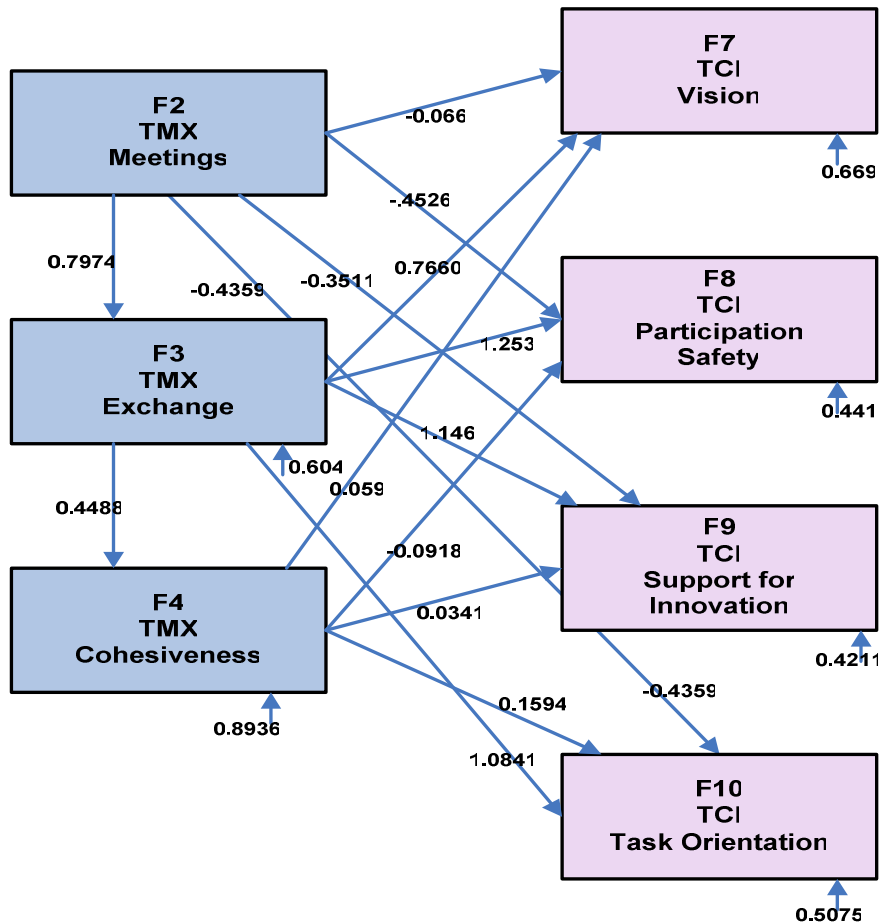 F7
TCI
Vision
F2
TMX
Meetings
-0.066
0.669
-.4526
0.7974
-0.4359
-0.3511
0.7660
F8
TCI
Participation
Safety
F3
TMX
Exchange
1.253
0.441
1.146
0.604
0.059
0.4488
F9
TCI
Support for
Innovation
-0.0918
F4
TMX
Cohesiveness
0.0341
0.4211
-0.4359
0.1594
0.8936
1.0841
F10
TCI
Task Orientation
0.5075